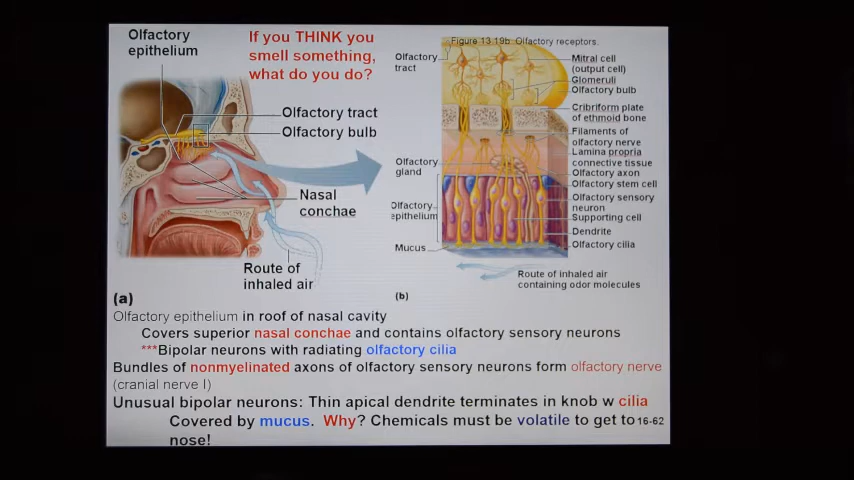 Olfactory
epithelium
If you THINK you
smell something,
what do you do?
Olfactory tract
Olfactory bulb
Nasal
conchae
Route of
inhaled air
(a)
Figure 13.19b Olfactory receptors.
Olfactory
tract
Mitral cell
(output cell)
Glomeruli
Olfactory bulb
Cribriform plate
of ethmoid bone
Filaments of
olfactory nerve
Lamina propria
connective tissue
Olfactory
gland
Olfactory axon
Olfactory stem cell
Olfactory sensory
neuron
Olfactory
epithelium
Supporting cell
Dendrite
Mucus
Olfactory cilia
Route of inhaled air
containing odor molecules
(b)
Olfactory epithelium in roof of nasal cavity
Covers superior nasal conchae and contains olfactory sensory neurons
***Bipolar neurons with radiating olfactory cilia
Bundles of nonmyelinated axons of olfactory sensory neurons form olfactory nerve
(cranial nerve I)
Unusual bipolar neurons: Thin apical dendrite terminates in knob w cilia
Covered by mucus. Why? Chemicals must be volatile to get to 16-62
nose!